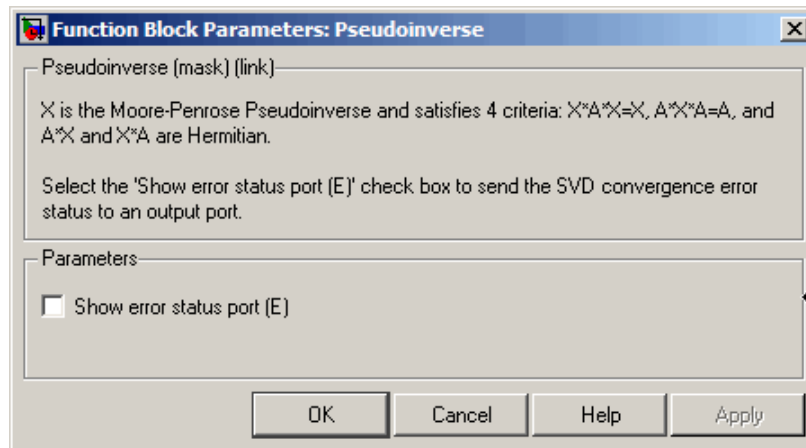 Function Block Parameters: Pseudoinverse
Pseudoinverse (mask) (link)
X is the Moore-Penrose Pseudoinverse and satisfies 4 criteria: X*A*X=X, A*X*A=A, and
A*X and X*A are Hermitian.
Select the 'Show error status port (E)' check box to send the SVD convergence error
status to an output port.
Parameters
Show error status port (E)
OK Cancel Help Apply